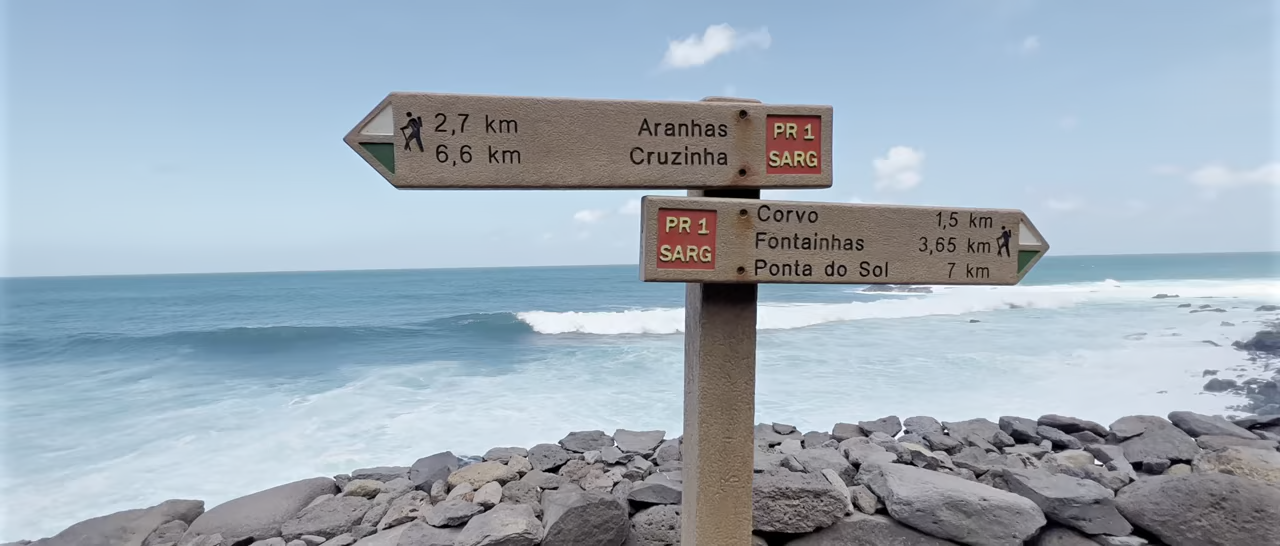 2,7 km Aranhas
6,6 km Cruzinha
PR 1
SARG
PR 1
SARG
Corvo 1,5 km
Fontainhas 3,65 km
Ponta do Sol 7 km